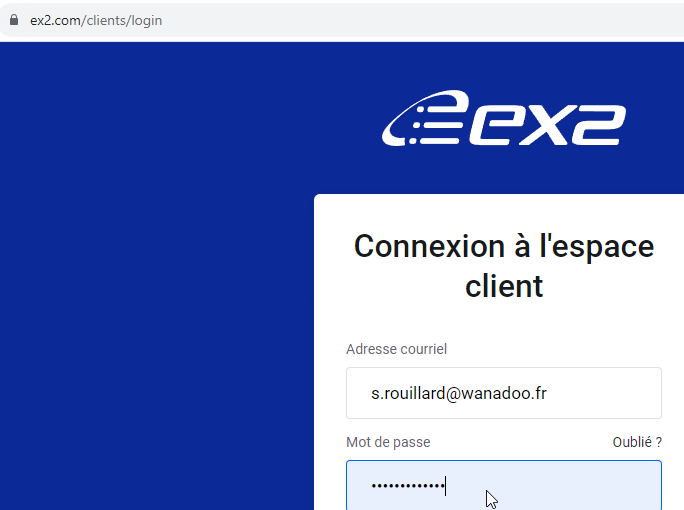 ex2.com/clients/login
ex2
Connexion à l'espace
client
Adresse courriel
s.rouillard@wanadoo.fr
Mot de passe Oublié ?
•••••••••••••